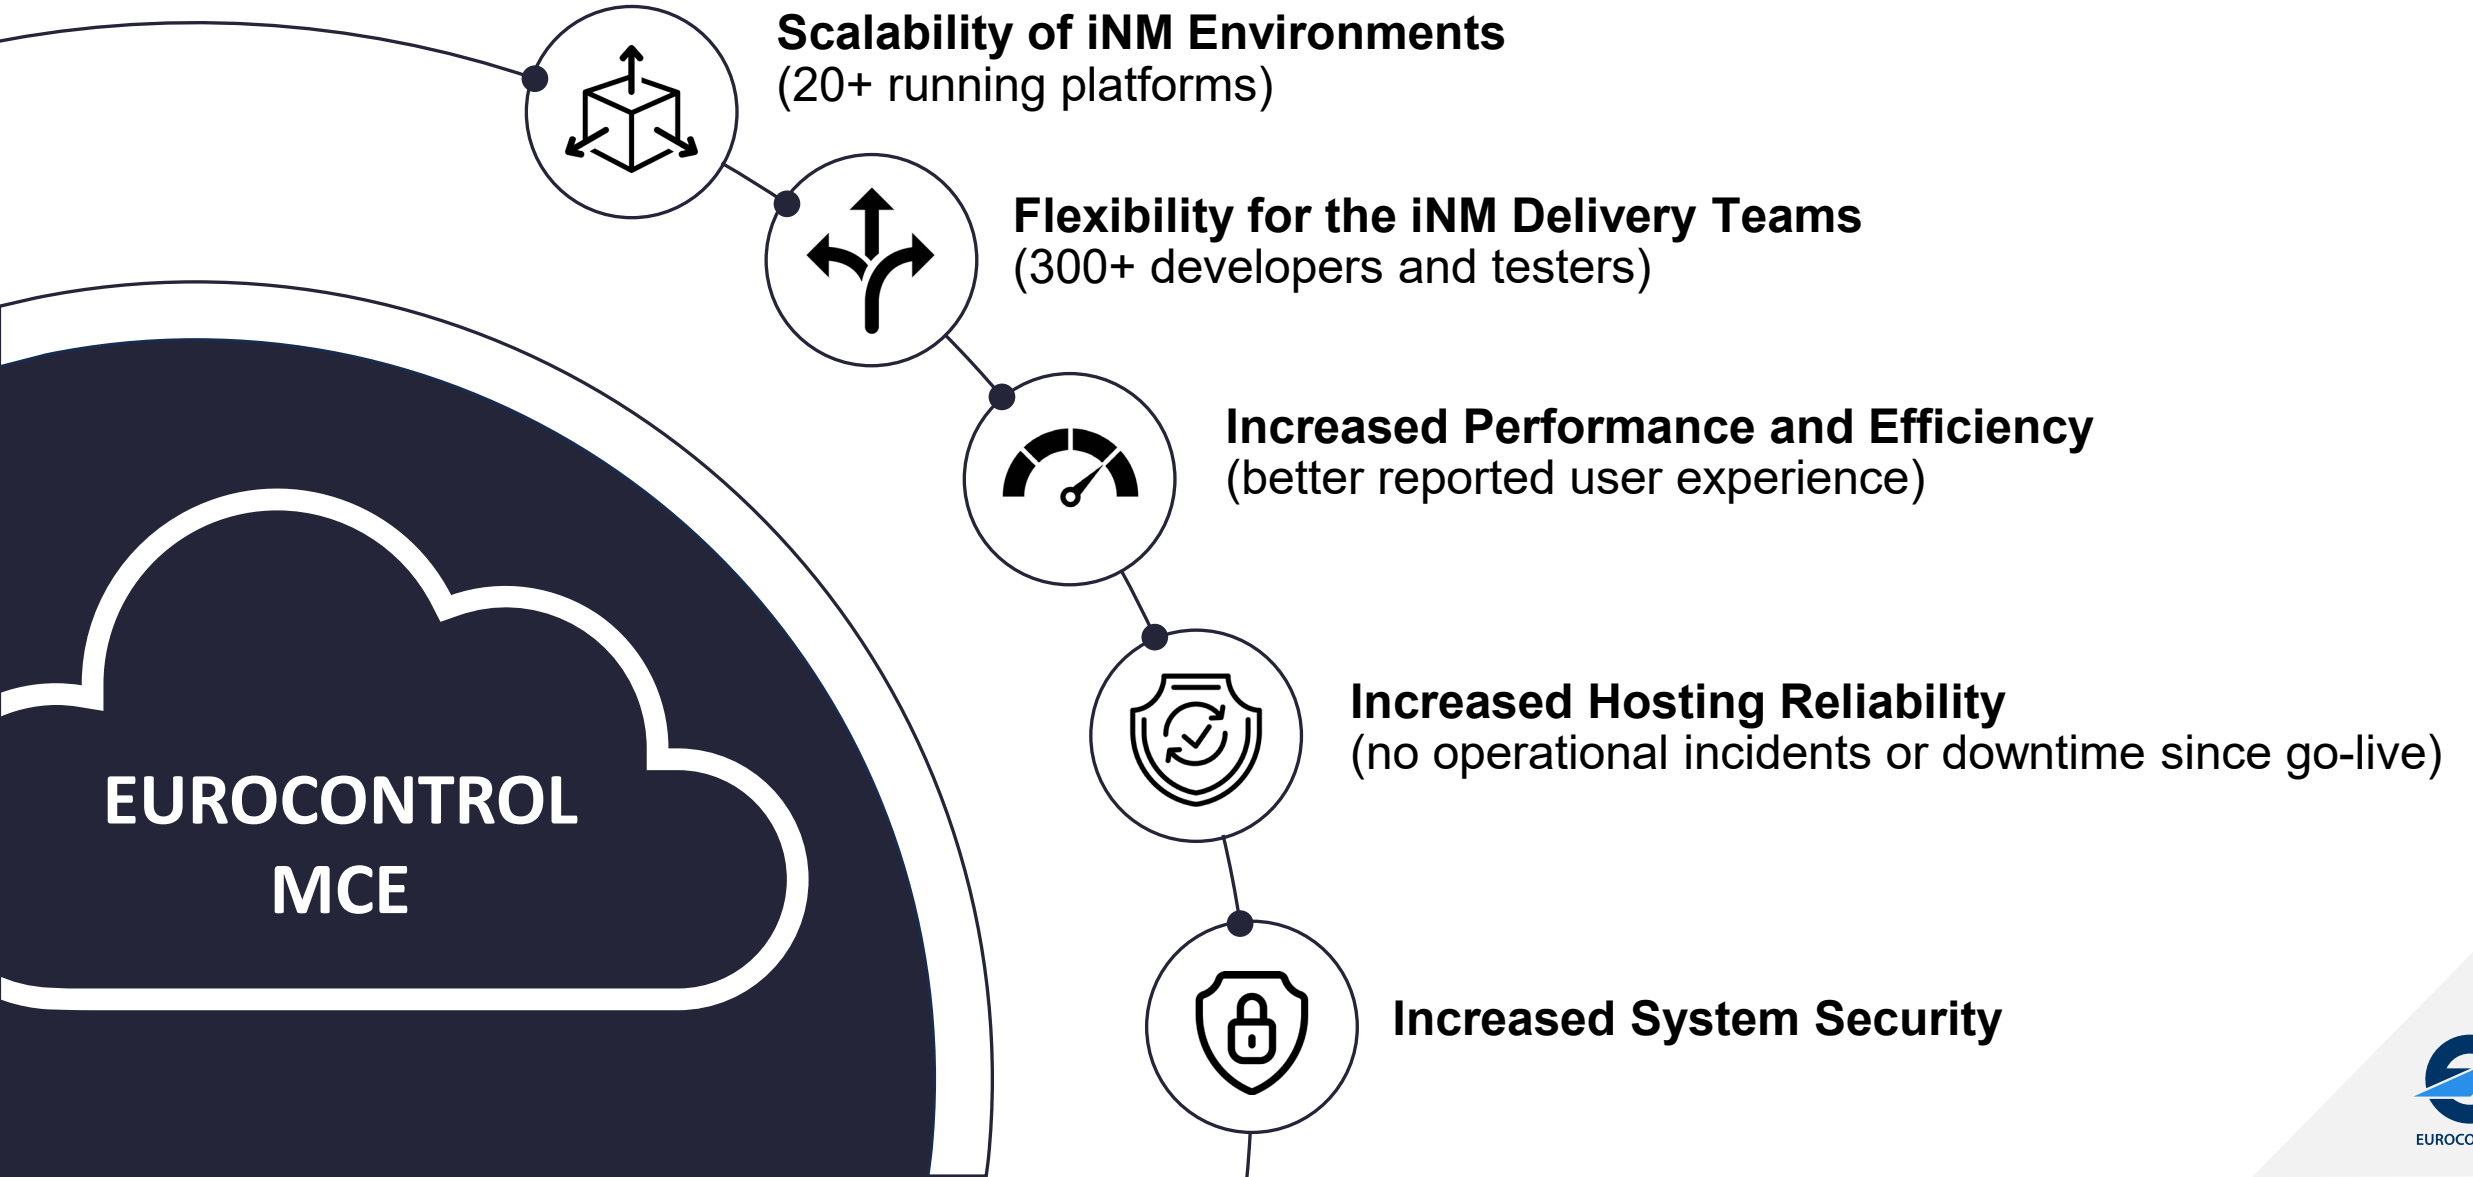 Scalability of iNM Environments
(20+ running platforms)
Flexibility for the iNM Delivery Teams
(300+ developers and testers)
Increased Performance and Efficiency
(better reported user experience)
Increased Hosting Reliability
(no operational incidents or downtime since go-live)
EUROCONTROL
MCE
Increased System Security
EUROCO